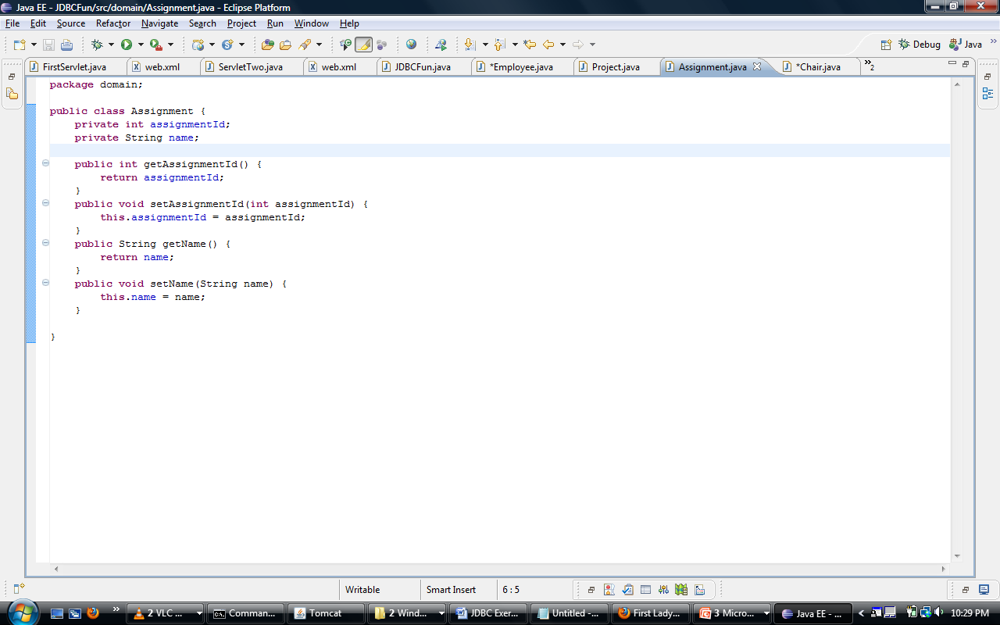 Java EE - JDBCFun/src/domain/Assignment.java - Eclipse Platform
File Edit Source Refactor Navigate Search Project Run Window Help
Debug Java »
FirstServlet.java web.xml ServletTwo.java web.xml JDBCFun.java *Employee.java Project.java Assignment.java *Chair.java »2
package domain;
public class Assignment {
private int assignmentId;
private String name;
public int getAssignmentId() {
return assignmentId;
}
public void setAssignmentId(int assignmentId) {
this.assignmentId = assignmentId;
}
public String getName() {
return name;
}
public void setName(String name) {
this.name = name;
}
}
Writable Smart Insert 6 : 5
» 2 VLC ... Comman... Tomcat 2 Wind... JDBC Exer... Untitled -... First Lady... 3 Micro... Java EE - ... < 10:29 PM